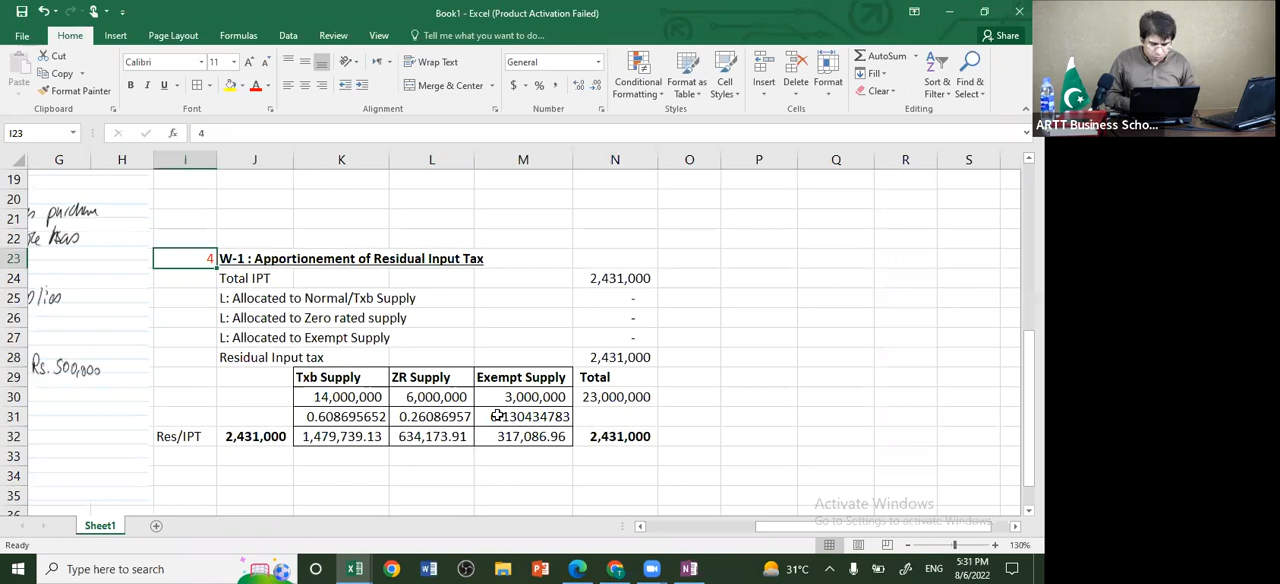 Book1 - Excel (Product Activation Failed)
File Home Insert Page Layout Formulas Data Review View Tell me what you want to do... Share
Cut
Copy
Format Painter
Paste
Calibri 11
B I U
Wrap Text
Merge & Center
General
$ % ,
Conditional Formatting
Format as Table
Cell Styles
Insert Delete Format
AutoSum
Fill
Clear
Sort & Filter
Find & Select
Clipboard Font Alignment Number Styles Cells Editing
ARTT Business Scho...
I23 fx 4
G H I J K L M N O P Q R S
19
20
21 purchase
22
23 4 W-1 : Apportionement of Residual Input Tax
24 Total IPT 2,431,000
25 L: Allocated to Normal/Txb Supply -
26 L: Allocated to Zero rated supply -
27 L: Allocated to Exempt Supply -
28 Residual Input tax 2,431,000
Rs. 500,000
29 Txb Supply ZR Supply Exempt Supply Total
30 14,000,000 6,000,000 3,000,000 23,000,000
31 0.608695652 0.26086957 0.130434783
32 Res/IPT 2,431,000 1,479,739.13 634,173.91 317,086.96 2,431,000
33
34
35
Activate Windows
Go to Settings to activate Windows.
Sheet1
Ready 130%
Type here to search
31°C ENG
5:31 PM
8/6/2022